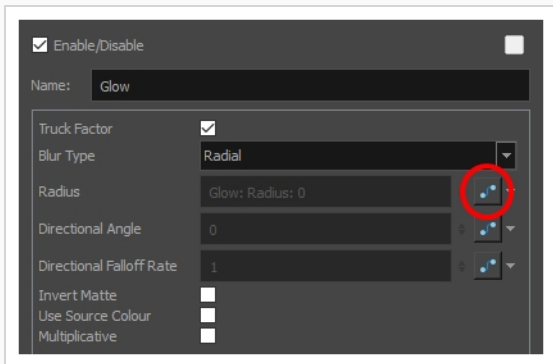 Enable/Disable
Name: Glow
Truck Factor
Blur Type Radial
Radius Glow: Radius: 0
Directional Angle 0
Directional Falloff Rate 1
Invert Matte
Use Source Colour
Multiplicative